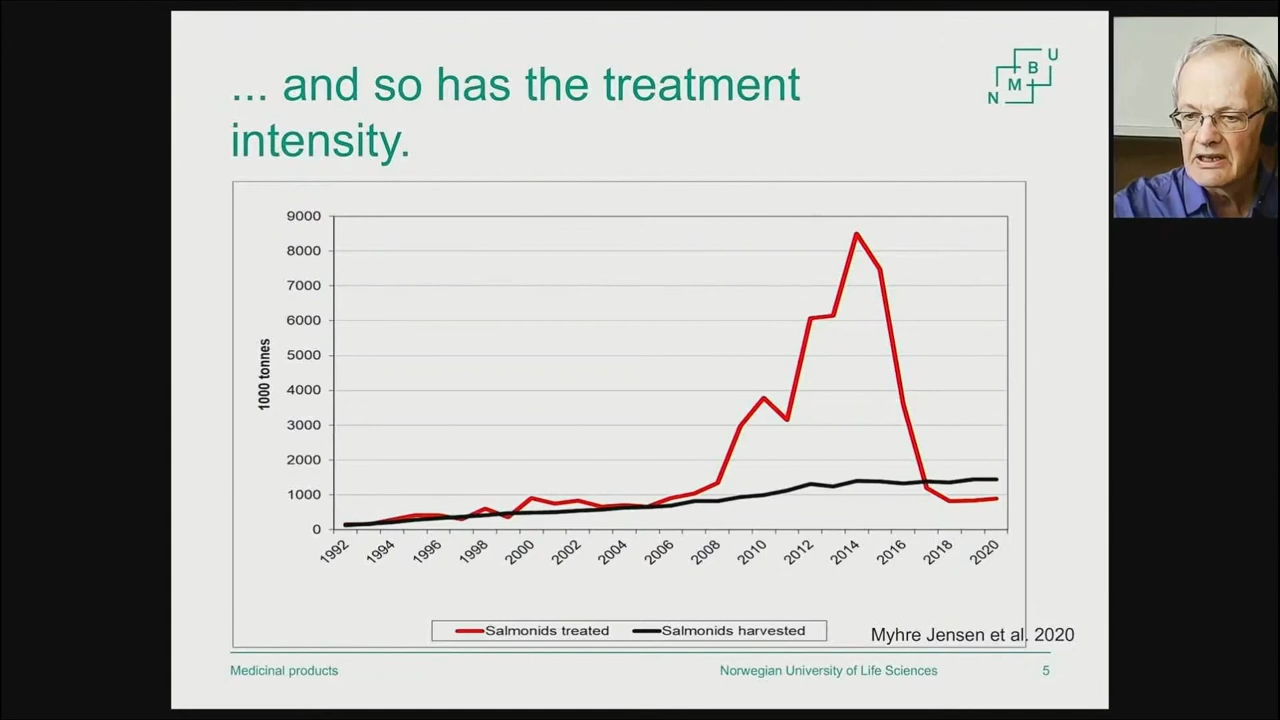 ... and so has the treatment
intensity.
N M B U
9000
8000
7000
6000
5000
4000
3000
2000
1000
0
1000 tonnes
1992 1994 1996 1998 2000 2002 2004 2006 2008 2010 2012 2014 2016 2018 2020
Salmonids treated Salmonids harvested
Myhre Jensen et al. 2020
Medicinal products Norwegian University of Life Sciences 5